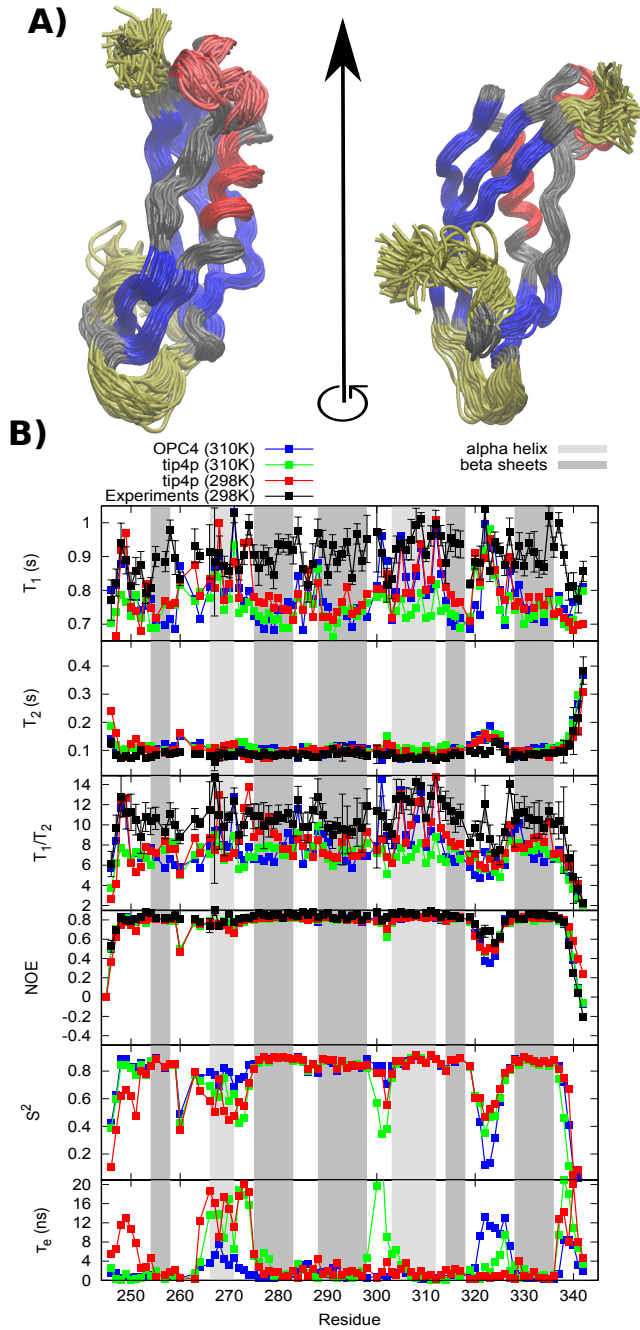 A)
B)
OPC4 (310K)
tip4p (310K)
tip4p (298K)
Experiments (298K)
alpha helix
beta sheets
T1 (s)
1
0.9
0.8
0.7
T2 (s)
0.4
0.3
0.2
0.1
T1/T2
14
12
10
8
6
4
2
NOE
0.8
0.4
0
-0.2
-0.4
S2
0.8
0.6
0.4
0.2
τe (ns)
20
16
12
8
4
0
250 260 270 280 290 300 310 320 330 340
Residue